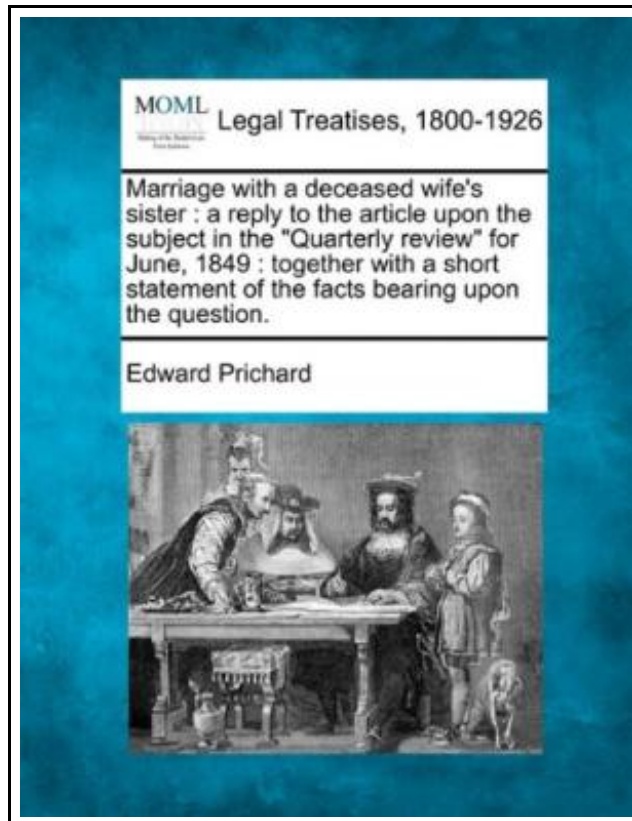 MOML
Legal Treatises, 1800-1926
Marriage with a deceased wife's
sister : a reply to the article upon the
subject in the "Quarterly review" for
June, 1849 : together with a short
statement of the facts bearing upon
the question.
Edward Prichard